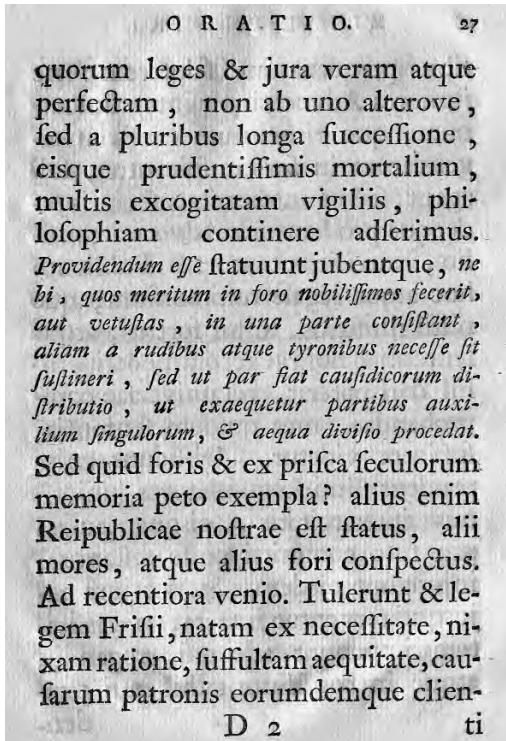 ORATIO. 27
quorum leges & jura veram atque
perfectam, non ab uno alterove,
ſed a pluribus longa ſucceſſione,
eisque prudentiſſimis mortalium,
multis excogitatam vigiliis, phi-
loſophiam continere adſerimus.
Providendum eſſe ſtatuunt jubentque, ne
hi, quos meritum in foro nobiliſſimos fecerit,
aut vetuſtas, in una parte conſiſtant,
aliam a rudibus atque tyronibus neceſſe ſit
ſuſtineri, ſed ut par fiat cauſidicorum di-
ſtributio, ut exaequetur partibus auxi-
lium ſingulorum, & aequa diviſio procedat.
Sed quid foris & ex priſca ſeculorum
memoria peto exempla? alius enim
Reipublicae noſtrae eſt ſtatus, alii
mores, atque alius fori conſpectus.
Ad recentiora venio. Tulerunt & le-
gem Friſii, natam ex neceſſitate, ni-
xam ratione, ſuffultam aequitate, cau-
ſarum patronis eorumdemque clien-
D 2 ti